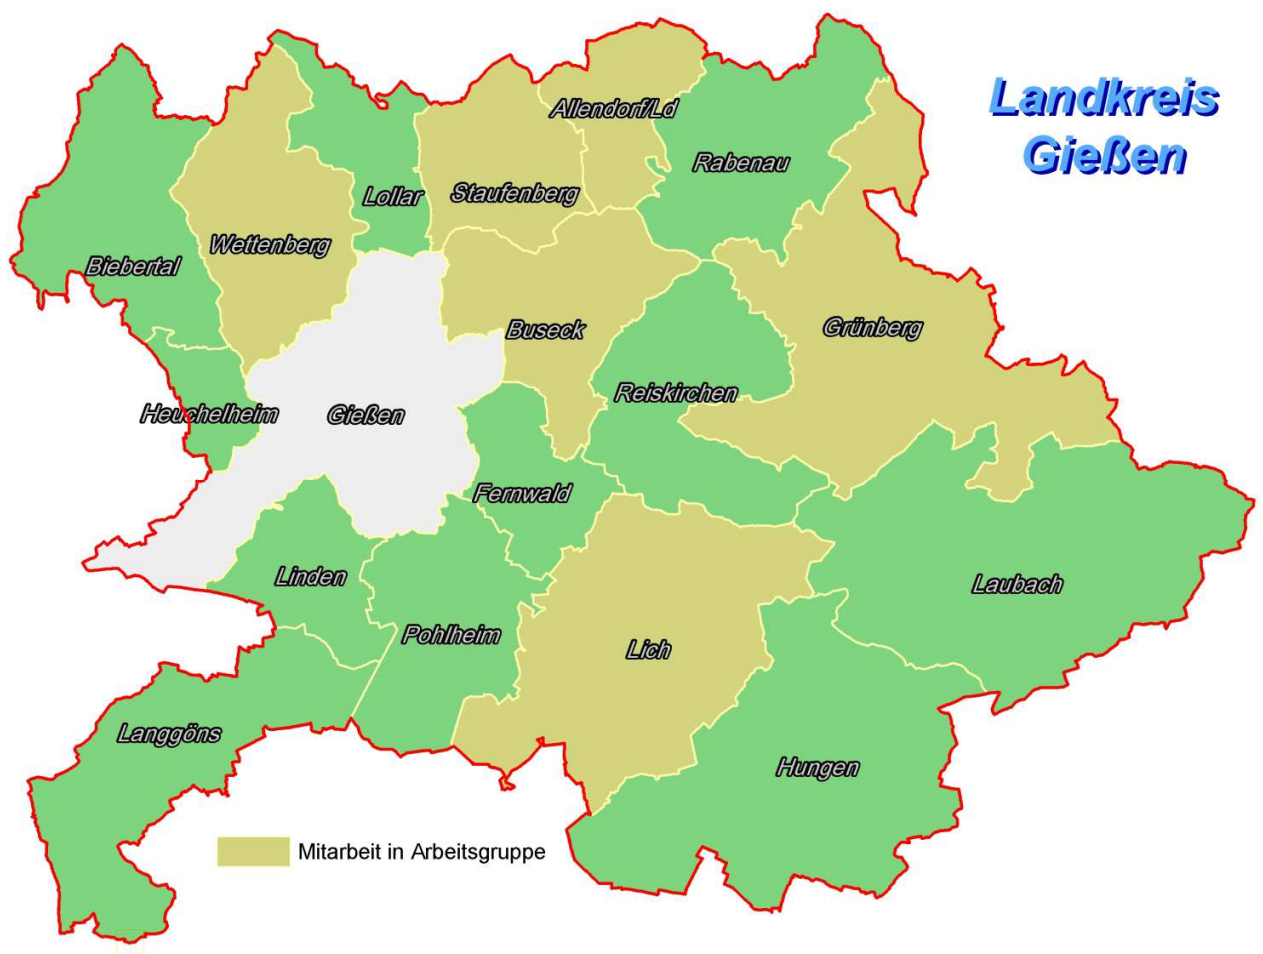 Landkreis
Gießen
Allendorf/Ld
Rabenau
Lollar
Staufenberg
Wettenberg
Biebertal
Buseck
Grünberg
Reiskirchen
Heuchelheim
Gießen
Fernwald
Linden
Laubach
Pohlheim
Lich
Langgöns
Hungen
Mitarbeit in Arbeitsgruppe